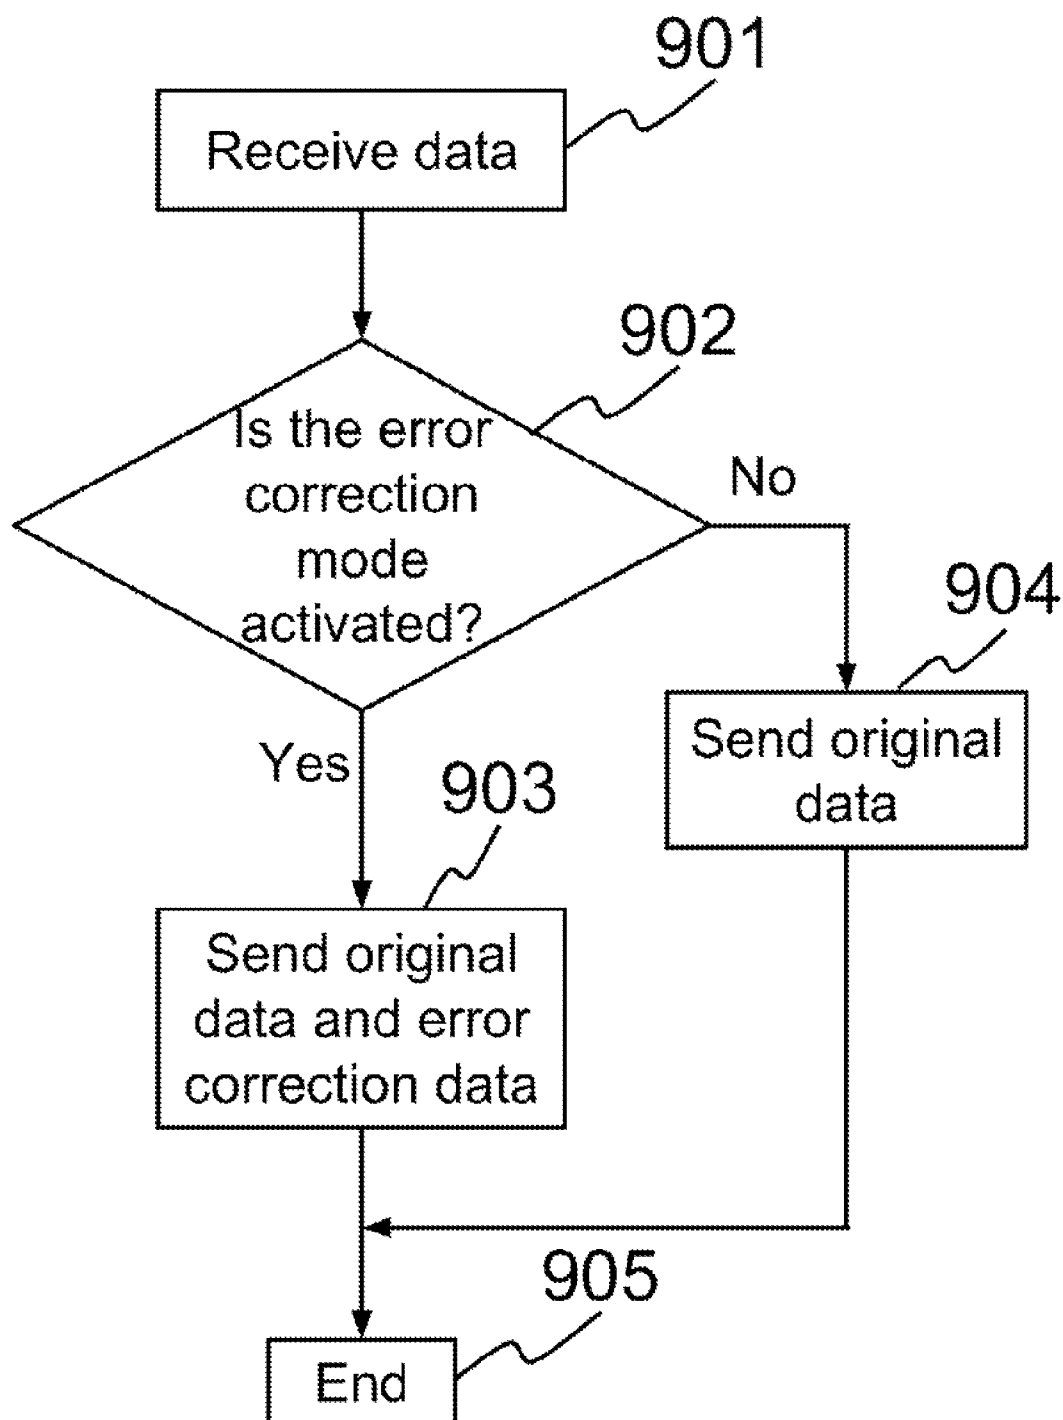 901
Receive data
902
Is the error
correction
mode
activated?
No
904
Send original
data
Yes
903
Send original
data and error
correction data
905
End